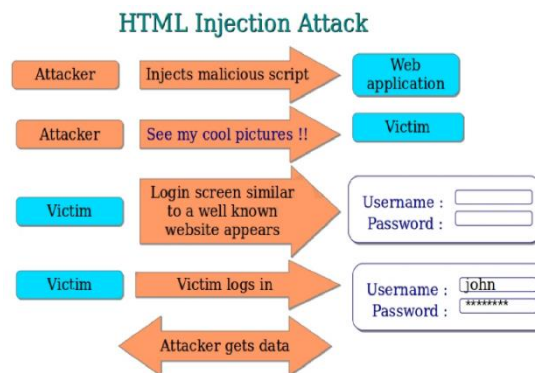 HTML Injection Attack
Attacker
Injects malicious script
Web
application
Attacker
See my cool pictures !!
Victim
Victim
Login screen similar
to a well known
website appears
Username :
Password :
Victim
Victim logs in
Username : john
Password : ********
Attacker gets data